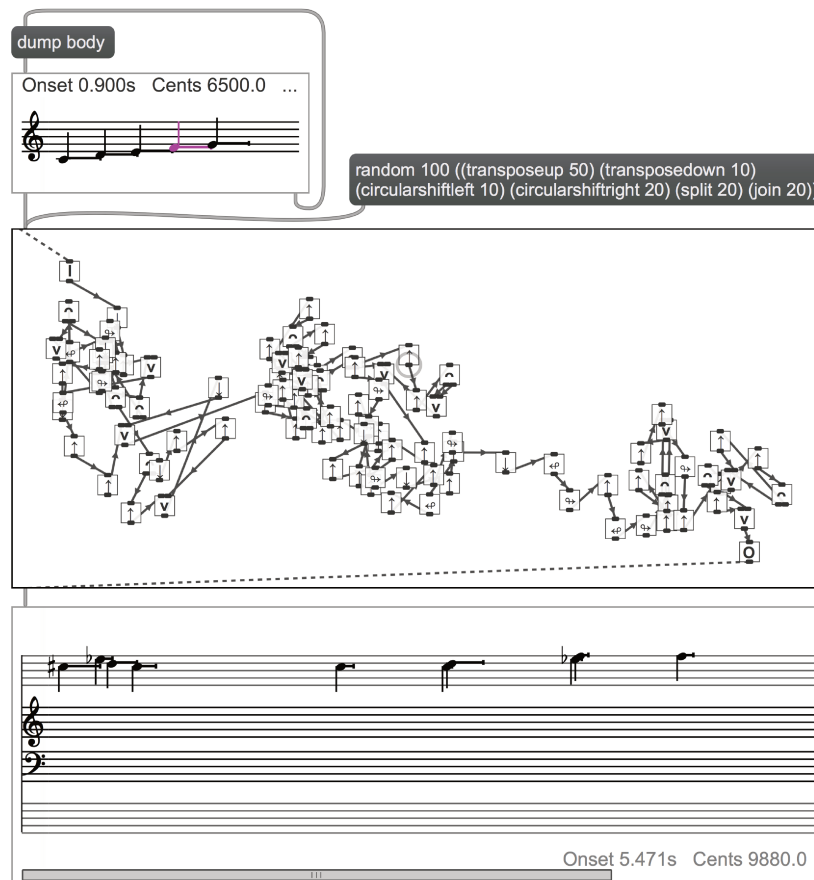 dump body
Onset 0.900s Cents 6500.0 ...
random 100 ((transposeup 50) (transposedown 10)
(circularshiftleft 10) (circularshiftright 20) (split 20) (join 20))
I
O
Onset 5.471s Cents 9880.0